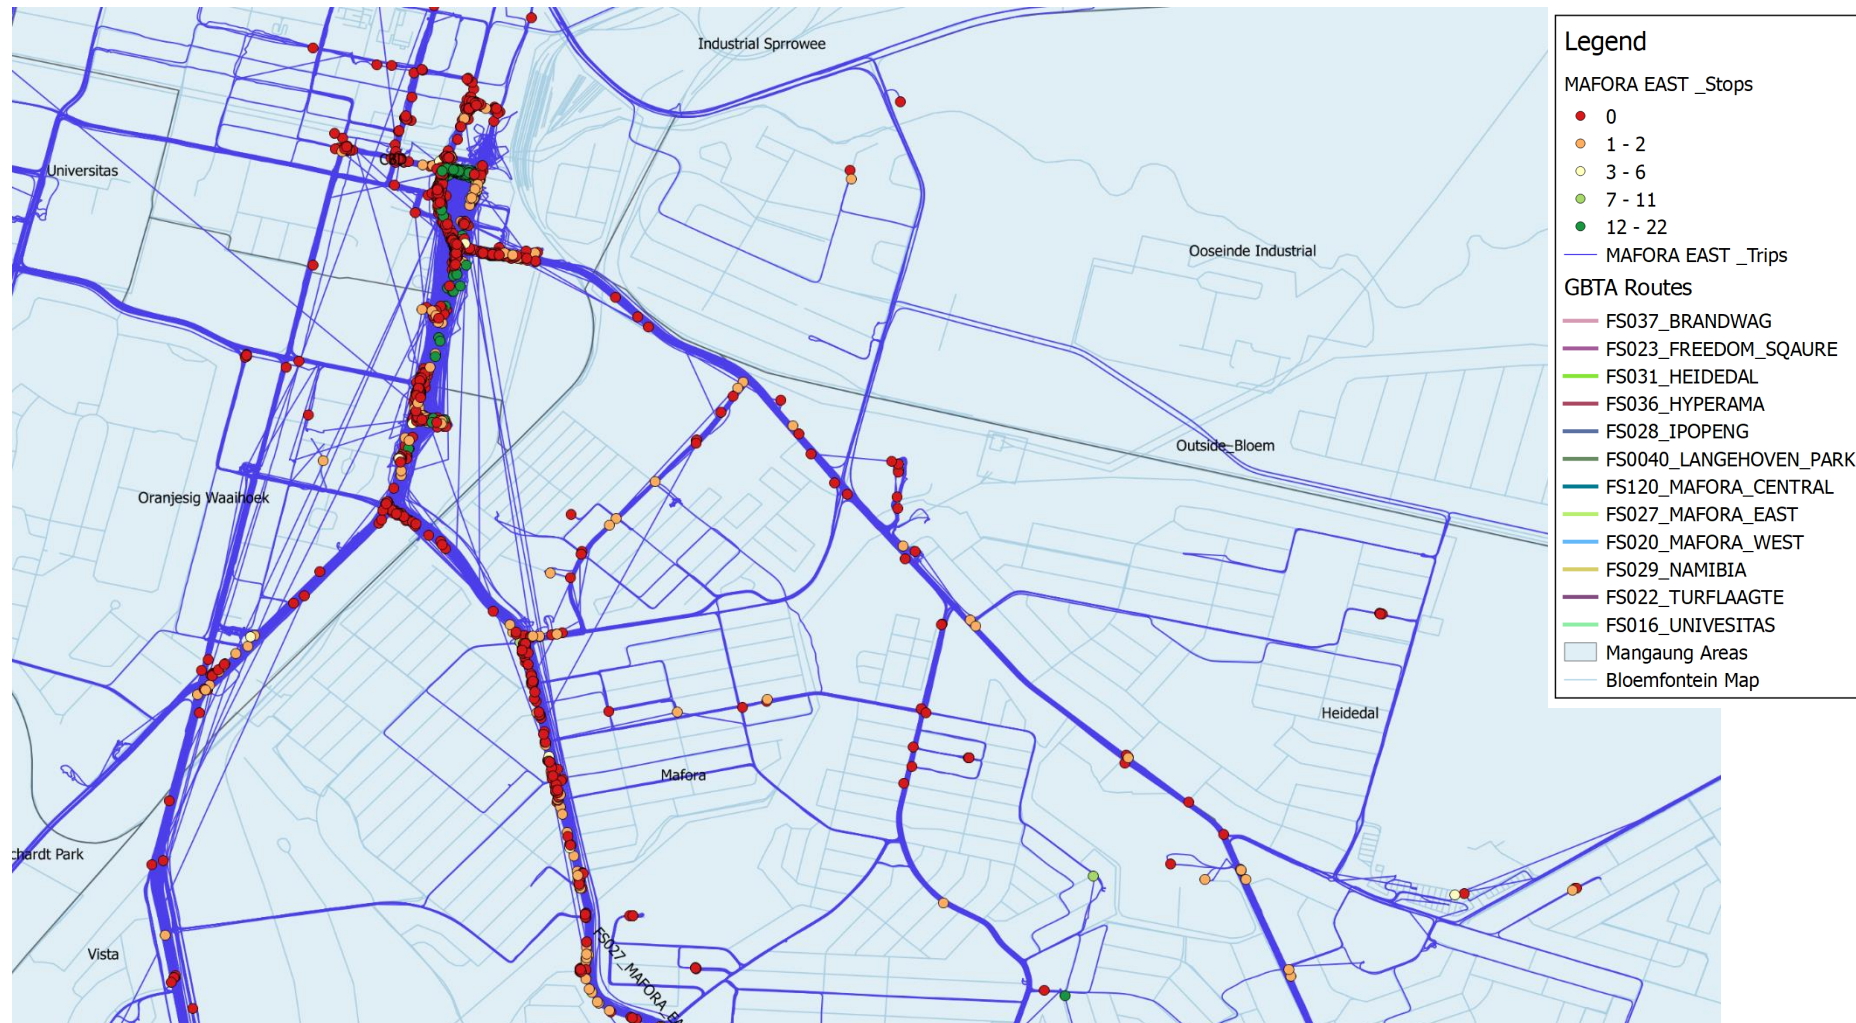 Industrial Sprrowee
Universitas
CBD
Ooseinde Industrial
Outside_Bloem
Oranjesig Waaihoek
Heidedal
Mafora
chardt Park
Vista
FS027_MAFORA_EA
Legend
MAFORA EAST _Stops
0
1 - 2
3 - 6
7 - 11
12 - 22
MAFORA EAST _Trips
GBTA Routes
FS037_BRANDWAG
FS023_FREEDOM_SQAURE
FS031_HEIDEDAL
FS036_HYPERAMA
FS028_IPOPENG
FS0040_LANGEHOVEN_PARK
FS120_MAFORA_CENTRAL
FS027_MAFORA_EAST
FS020_MAFORA_WEST
FS029_NAMIBIA
FS022_TURFLAAGTE
FS016_UNIVESITAS
Mangaung Areas
Bloemfontein Map